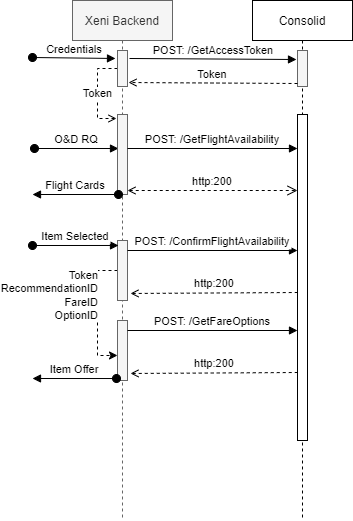 Xeni Backend
Consolid
Credentials
POST: /GetAccessToken
Token
Token
O&D RQ
POST: /GetFlightAvailability
Flight Cards
http:200
Item Selected
POST: /ConfirmFlightAvailability
Token
RecommendationID
FareID
OptionID
http:200
POST: /GetFareOptions
Item Offer
http:200